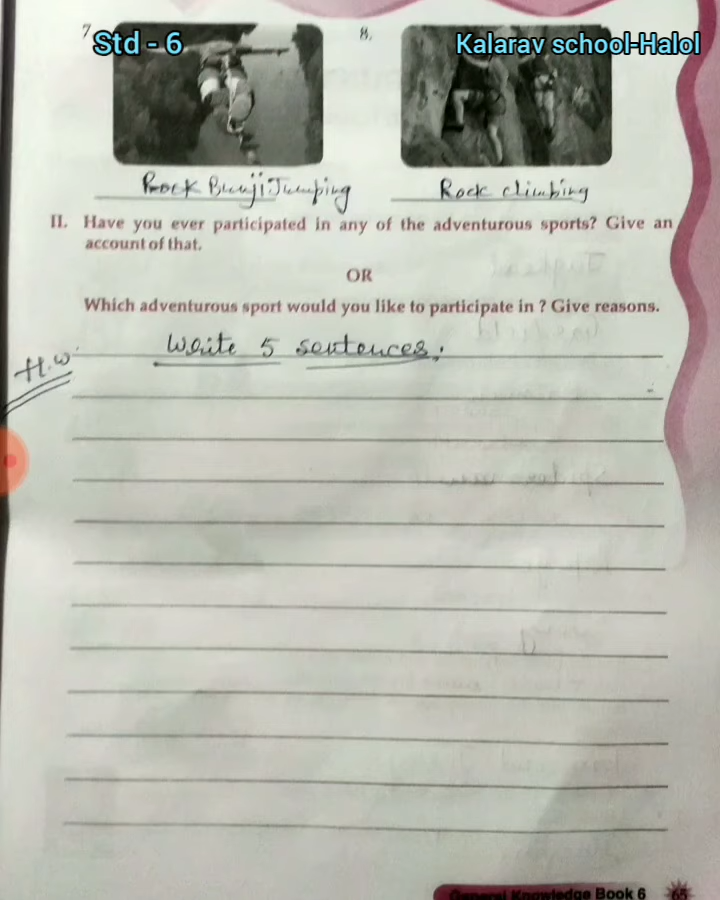 7
Std - 6
8.
Kalarav school-Halol
Rock Bunji Jumping
Rock climbing
II. Have you ever participated in any of the adventurous sports? Give an
account of that.
OR
Which adventurous sport would you like to participate in ? Give reasons.
H.W.
Write 5 sentences.
General Knowledge Book 6
65